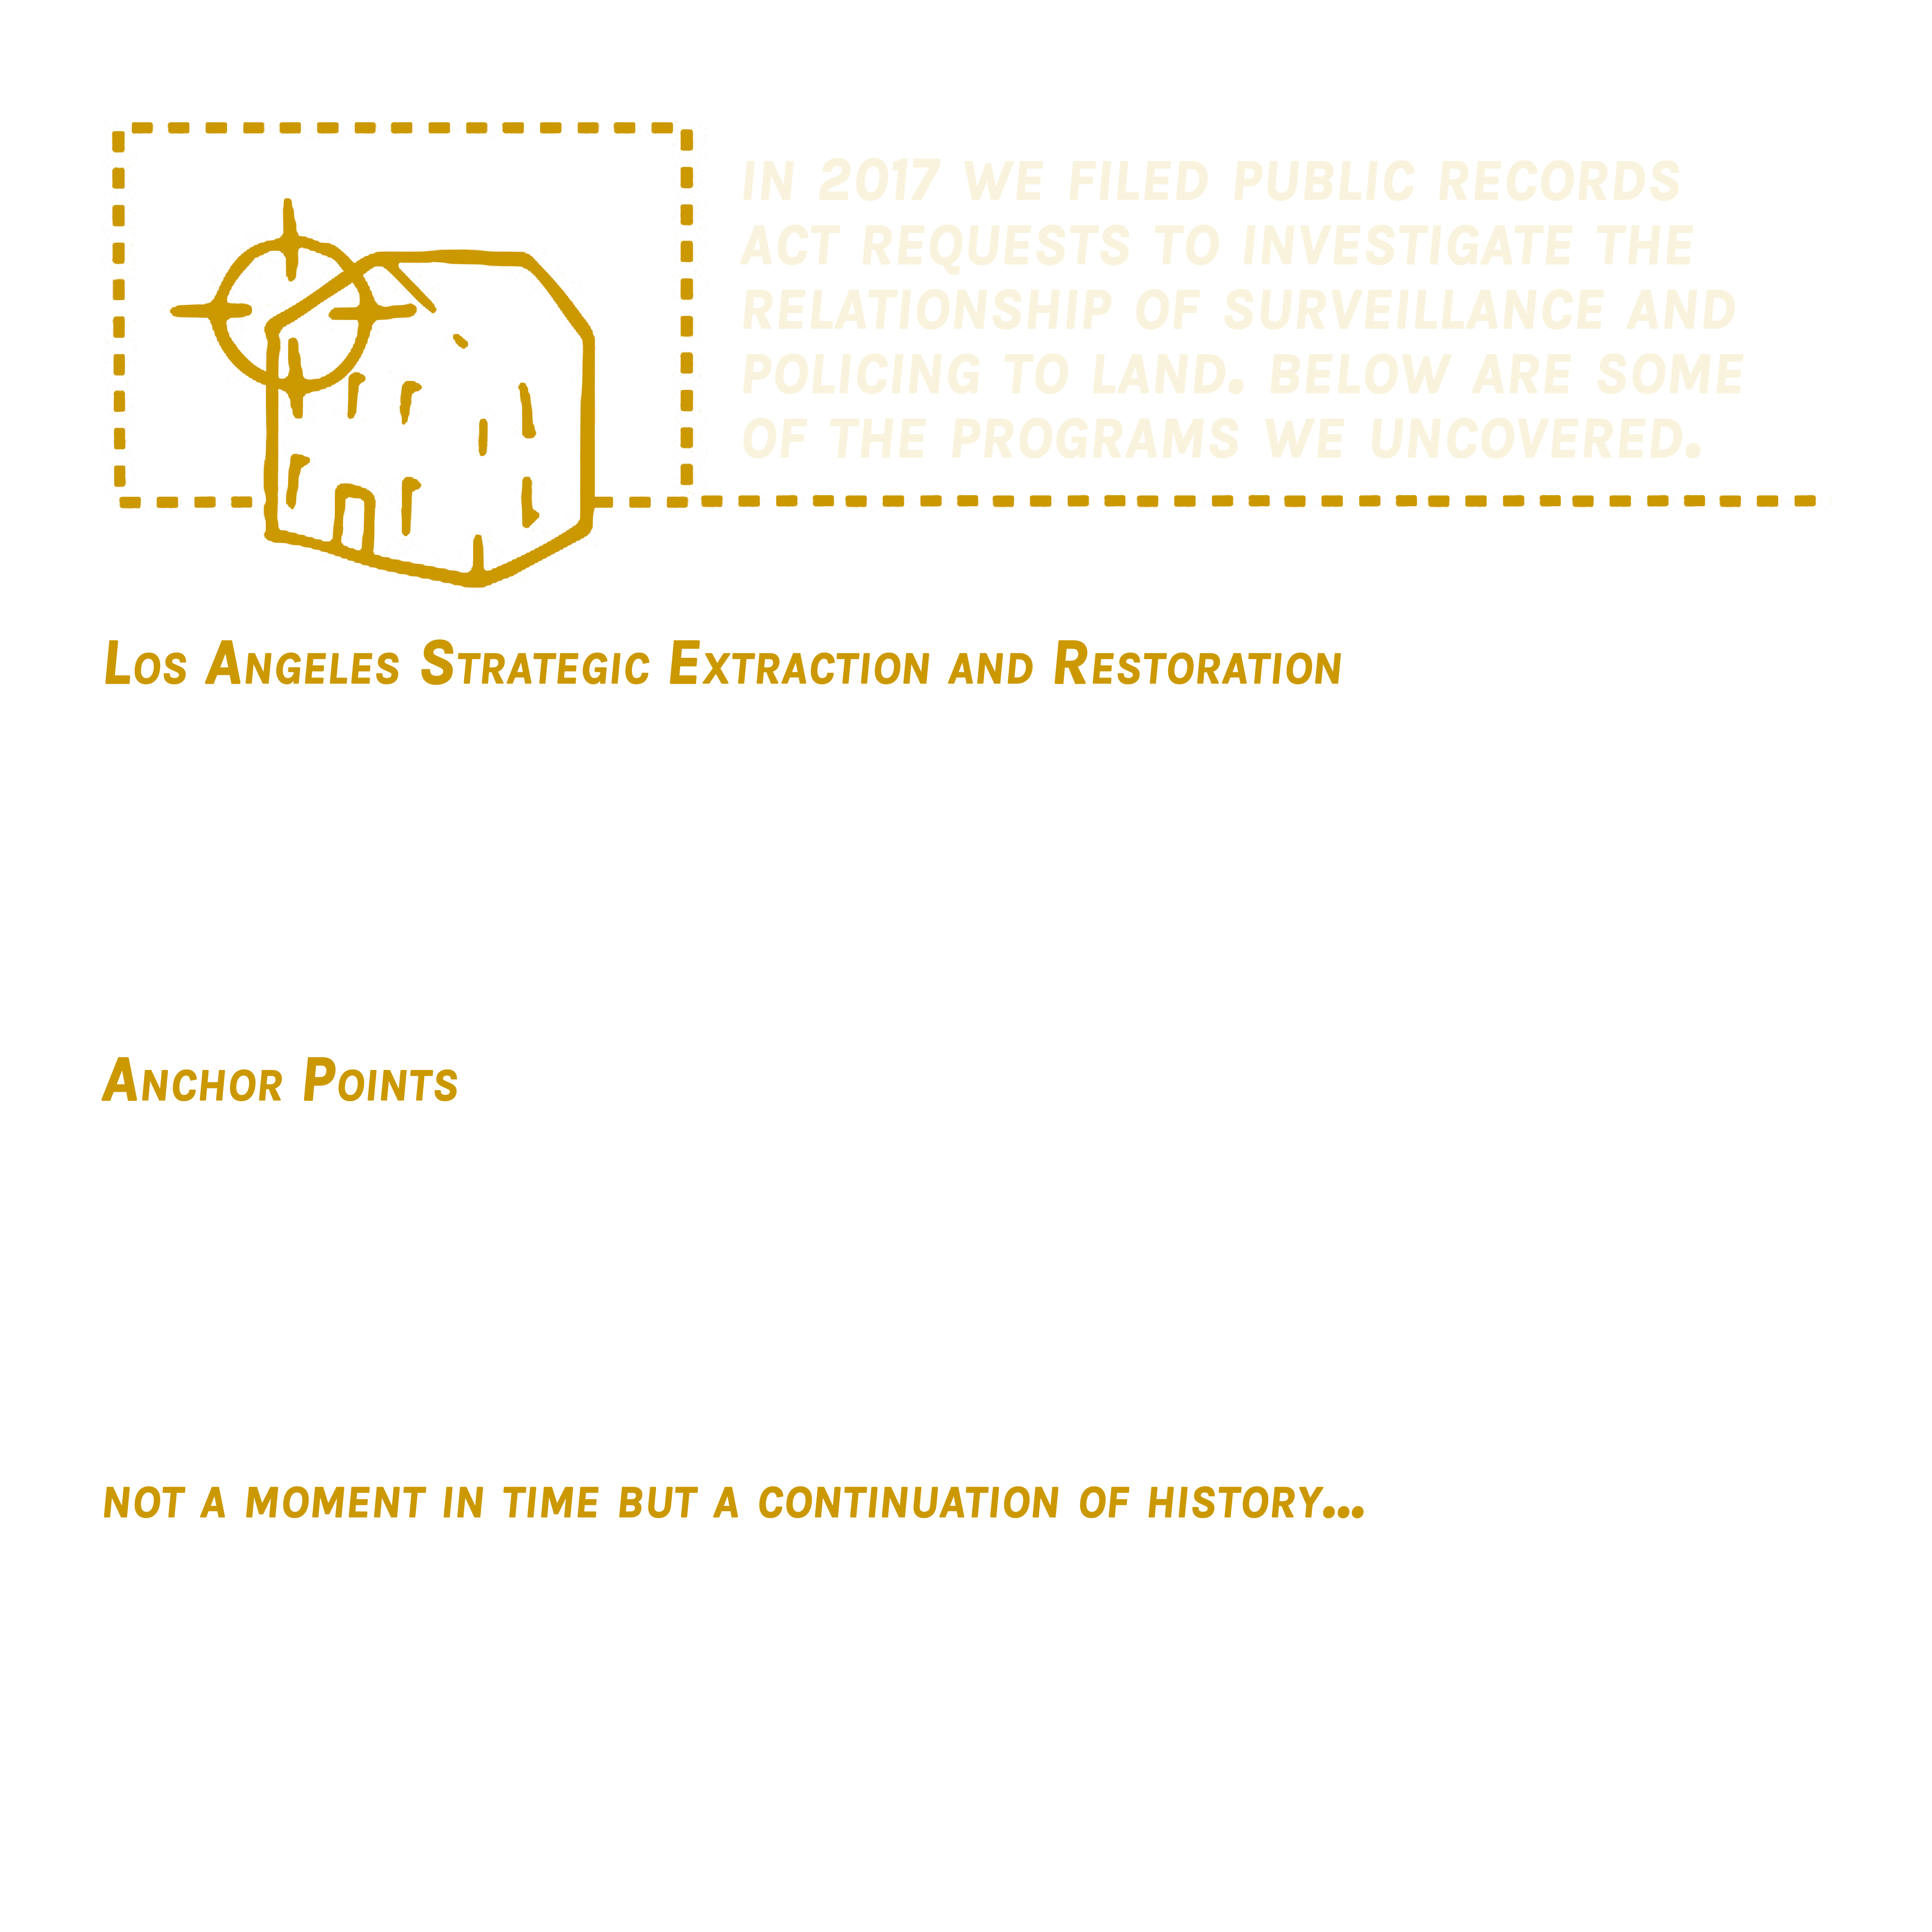 IN 2017 WE FILED PUBLIC RECORDS
ACT REQUESTS TO INVESTIGATE THE
RELATIONSHIP OF SURVEILLANCE AND
POLICING TO LAND. BELOW ARE SOME
OF THE PROGRAMS WE UNCOVERED.
Los Angeles Strategic Extraction and Restoration
Anchor Points
NOT A MOMENT IN TIME BUT A CONTINUATION OF HISTORY...